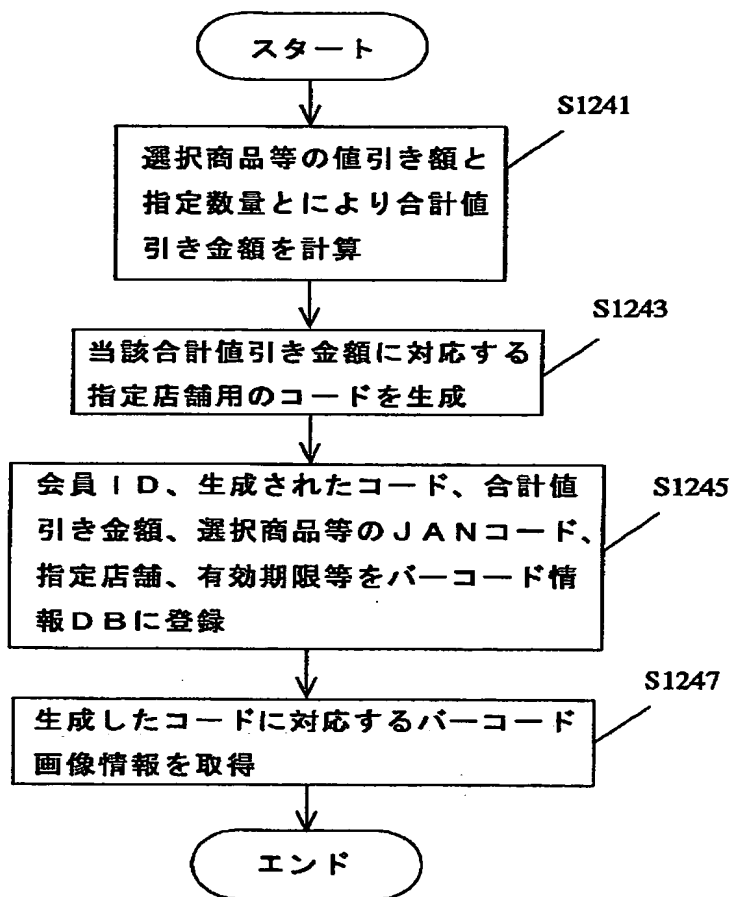 スタート
S1241
選択商品等の値引き額と
指定数量とにより合計値
引き金額を計算
S1243
当該合計値引き金額に対応する
指定店舗用のコードを生成
S1245
会員ID、生成されたコード、合計値
引き金額、選択商品等のJANコード、
指定店舗、有効期限等をバーコード情
報DBに登録
S1247
生成したコードに対応するバーコード
画像情報を取得
エンド